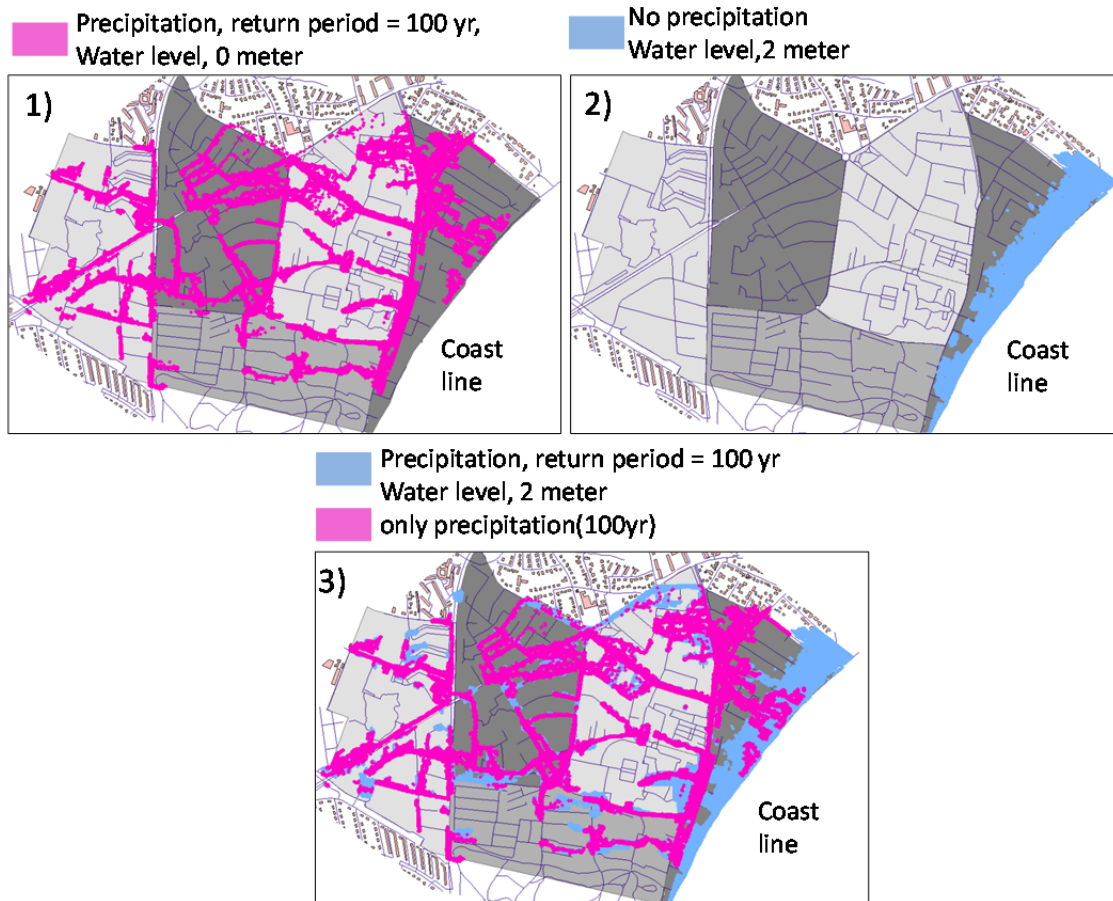 Precipitation, return period = 100 yr,
Water level, 0 meter
No precipitation
Water level,2 meter
1)
Coast
line
2)
Coast
line
Precipitation, return period = 100 yr
Water level, 2 meter
only precipitation(100yr)
3)
Coast
line